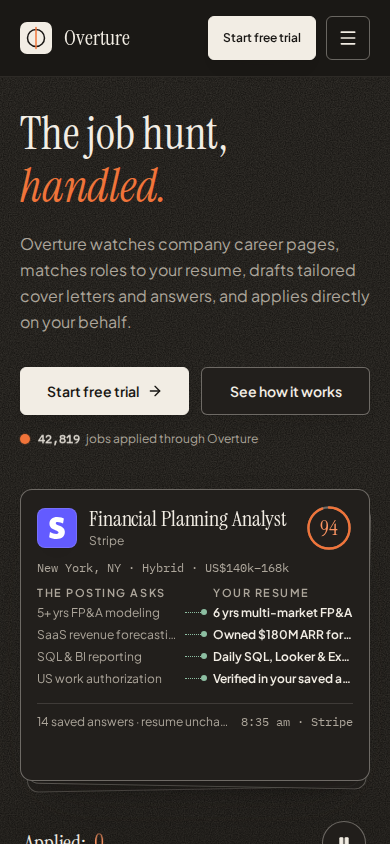 Overture
Start free trial
The job hunt,
handled.
Overture watches company career pages,
matches roles to your resume, drafts tailored
cover letters and answers, and applies directly
on your behalf.
Start free trial →
See how it works
42,819 jobs applied through Overture
S
Financial Planning Analyst
94
Stripe
New York, NY · Hybrid · US$140k–168k
THE POSTING ASKS
YOUR RESUME
5+ yrs FP&A modeling
6 yrs multi-market FP&A
SaaS revenue forecasti...
Owned $180M ARR for...
SQL & BI reporting
Daily SQL, Looker & Ex...
US work authorization
Verified in your saved a...
14 saved answers · resume uncha...
8:35 am · Stripe
Applied: 0